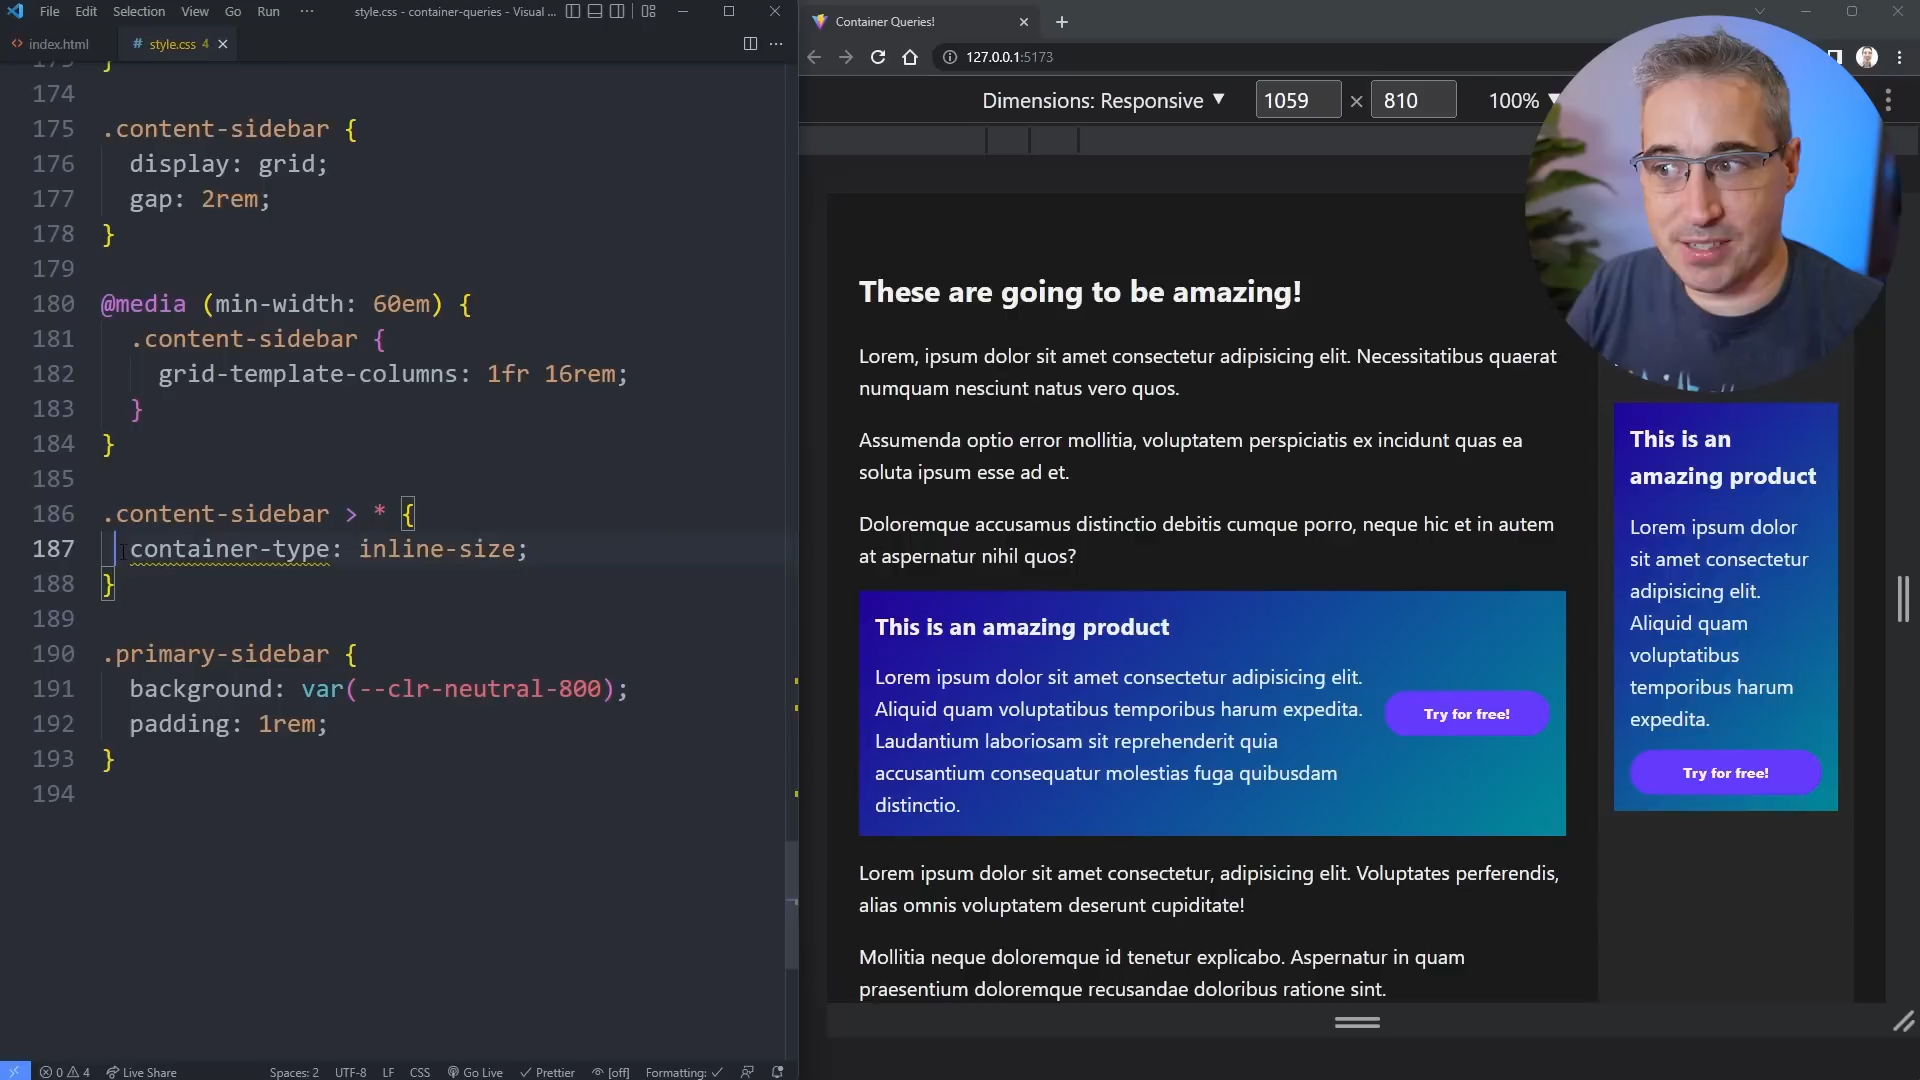 File Edit Selection View Go Run ··· style.css - container-queries - Visual ...
index.html
# style.css 4
}
174
175 .content-sidebar {
176 display: grid;
177 gap: 2rem;
178 }
179
180 @media (min-width: 60em) {
181 .content-sidebar {
182 grid-template-columns: 1fr 16rem;
183 }
184 }
185
186 .content-sidebar > * {
187 container-type: inline-size;
188 }
189
190 .primary-sidebar {
191 background: var(--clr-neutral-800);
192 padding: 1rem;
193 }
194
0 4 Live Share Spaces: 2 UTF-8 LF CSS Go Live Prettier [off] Formatting:
Container Queries!
127.0.0.1:5173
Dimensions: Responsive 1059 × 810 100%
These are going to be amazing!
Lorem, ipsum dolor sit amet consectetur adipisicing elit. Necessitatibus quaerat
numquam nesciunt natus vero quos.
Assumenda optio error mollitia, voluptatem perspiciatis ex incidunt quas ea
soluta ipsum esse ad et.
Doloremque accusamus distinctio debitis cumque porro, neque hic et in autem
at aspernatur nihil quos?
This is an amazing product
Lorem ipsum dolor sit amet consectetur adipisicing elit.
Aliquid quam voluptatibus temporibus harum expedita.
Laudantium laboriosam sit reprehenderit quia
accusantium consequatur molestias fuga quibusdam
distinctio.
Try for free!
Lorem ipsum dolor sit amet consectetur, adipisicing elit. Voluptates perferendis,
alias omnis voluptatem deserunt cupiditate!
Mollitia neque doloremque id tenetur explicabo. Aspernatur in quam
praesentium doloremque recusandae doloribus ratione sint.
This is an
amazing product
Lorem ipsum dolor
sit amet consectetur
adipisicing elit.
Aliquid quam
voluptatibus
temporibus harum
expedita.
Try for free!